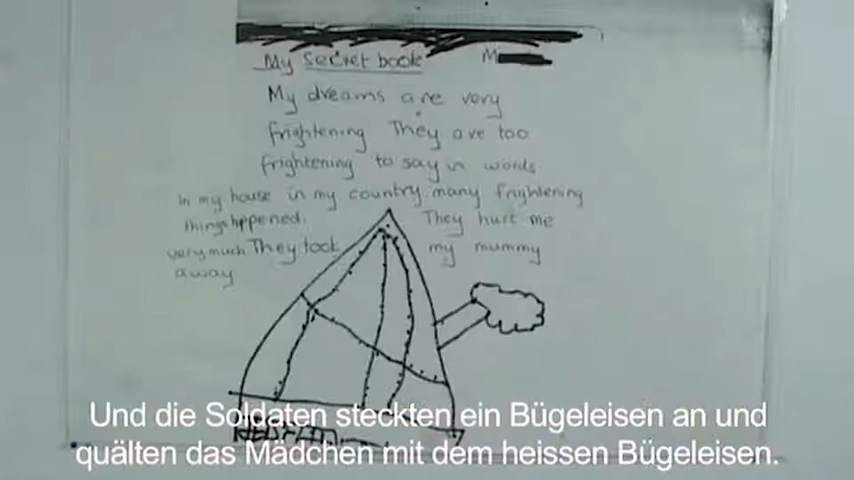 My Secret book M
My dreams are very
frightening They are too
frightening to say in words
In my house in my country many frightening
things happened. They hurt me
very much They took my mummy
away
Und die Soldaten steckten ein Bügeleisen an und
quälten das Mädchen mit dem heissen Bügeleisen.